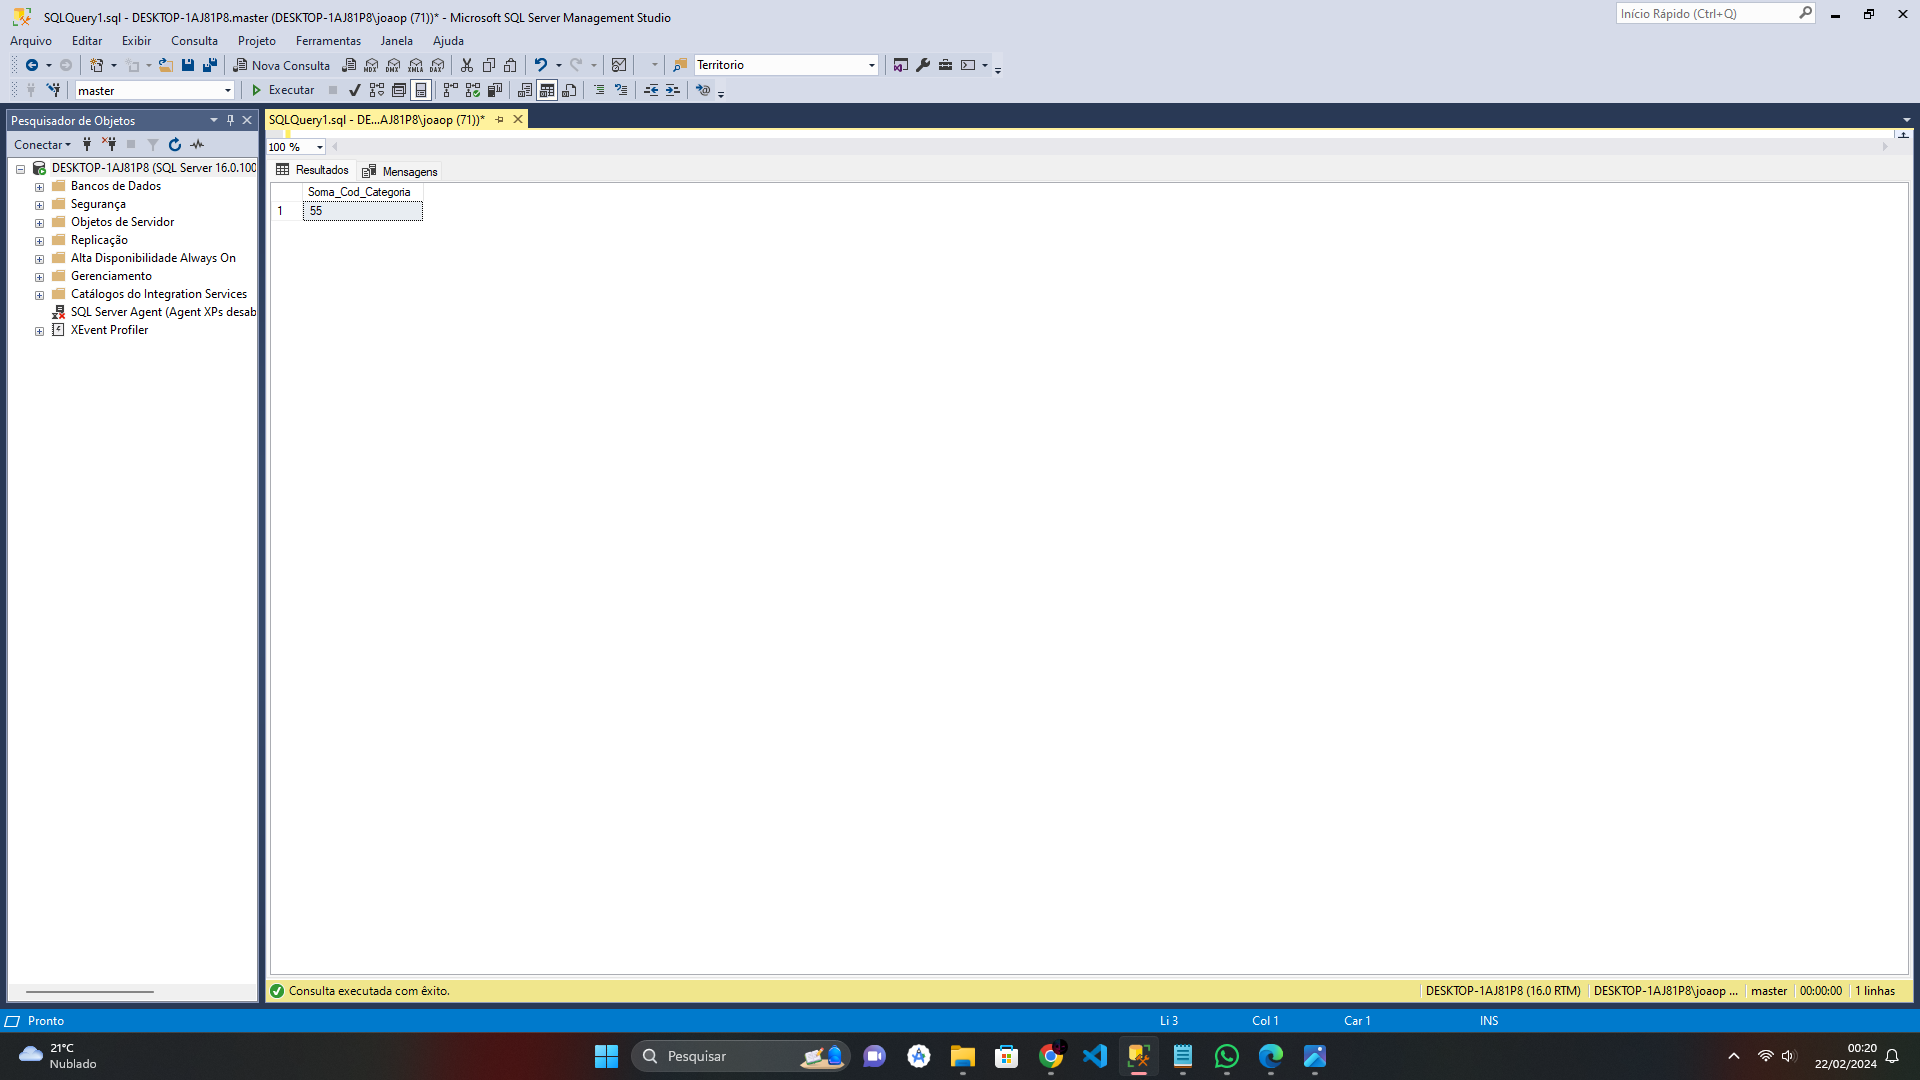 SQLQuery1.sql - DESKTOP-1AJ81P8.master (DESKTOP-1AJ81P8\joaop (71))* - Microsoft SQL Server Management Studio
Início Rápido (Ctrl+Q)
Arquivo Editar Exibir Consulta Projeto Ferramentas Janela Ajuda
Nova Consulta MDX DMX XMLA DAX Territorio
master Executar
Pesquisador de Objetos
SQLQuery1.sql - DE...AJ81P8\joaop (71))*
Conectar
100 %
DESKTOP-1AJ81P8 (SQL Server 16.0.100
Bancos de Dados
Segurança
Objetos de Servidor
Replicação
Alta Disponibilidade Always On
Gerenciamento
Catálogos do Integration Services
SQL Server Agent (Agent XPs desab
XEvent Profiler
Resultados Mensagens
Soma_Cod_Categoria
1 55
Consulta executada com êxito.
DESKTOP-1AJ81P8 (16.0 RTM) DESKTOP-1AJ81P8\joaop ... master 00:00:00 1 linhas
Pronto Li 3 Col 1 Car 1 INS
21°C
Nublado
Pesquisar
00:20
22/02/2024